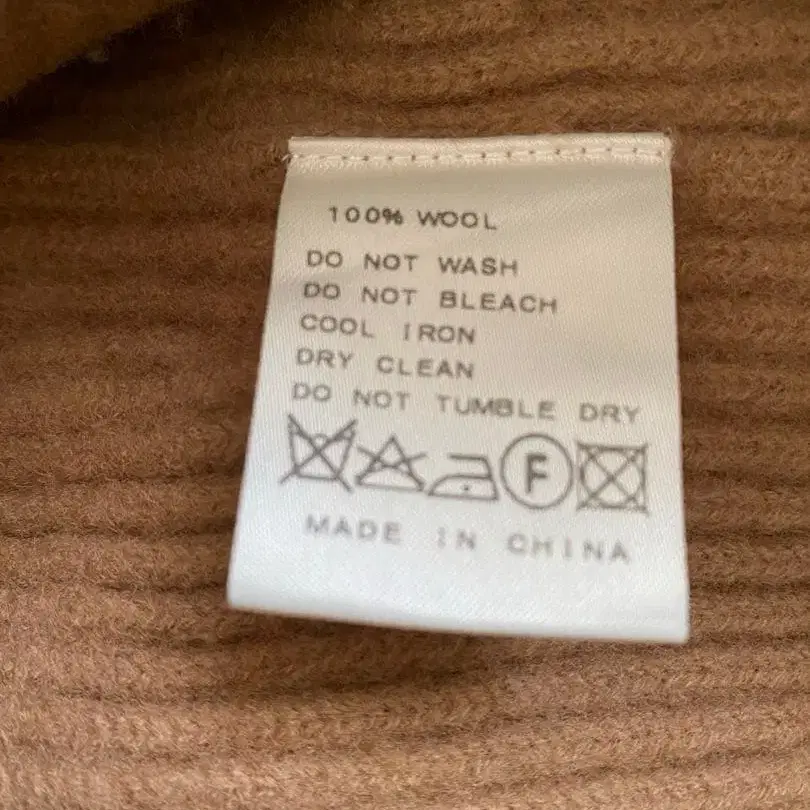 100% WOOL
DO NOT WASH
DO NOT BLEACH
COOL IRON
DRY CLEAN
DO NOT TUMBLE DRY
F
MADE IN CHINA